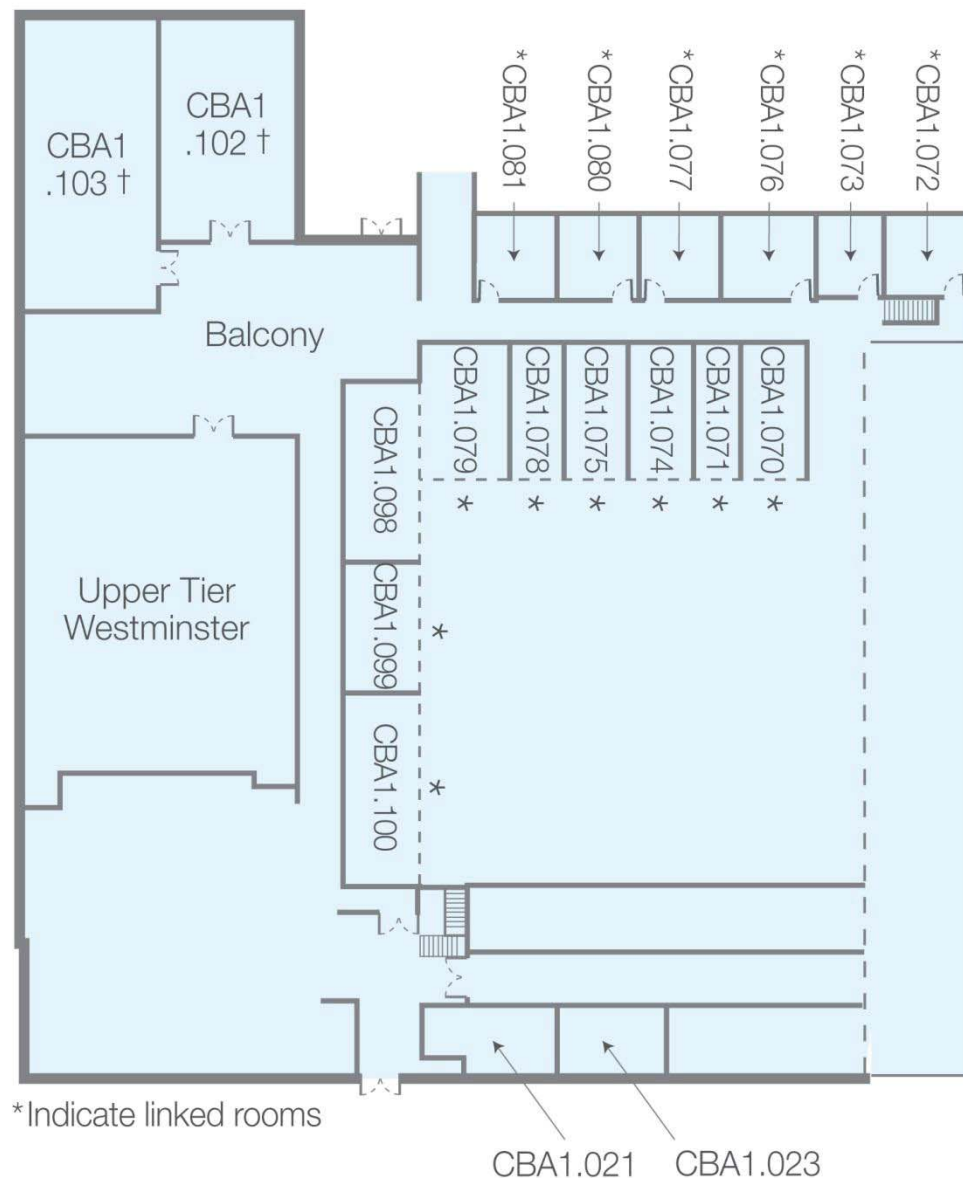 CBA1
.103 †
CBA1
.102 †
*CBA1.081
*CBA1.080
*CBA1.077
*CBA1.076
*CBA1.073
*CBA1.072
Balcony
CBA1.079
CBA1.078
CBA1.075
CBA1.074
CBA1.071
CBA1.070
*
*
*
*
*
*
CBA1.098
Upper Tier
Westminster
CBA1.099
*
CBA1.100
*
*Indicate linked rooms
CBA1.021
CBA1.023